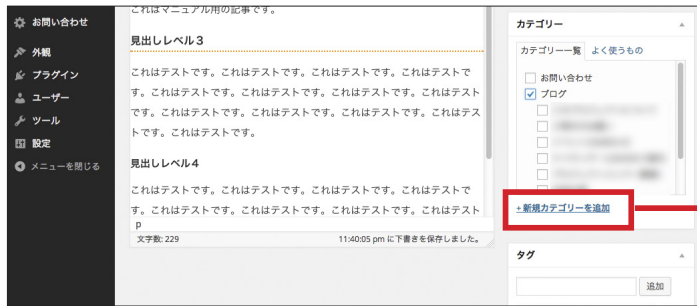 お問い合わせ
外観
プラグイン
ユーザー
ツール
設定
メニューを閉じる
これはマニュアル用の記事です。
見出しレベル３
これはテストです。これはテストです。これはテストです。これはテストで
す。これはテストです。これはテストです。これはテストです。これはテスト
です。これはテストです。これはテストです。これはテストです。これはテス
トです。これはテストです。
見出しレベル４
これはテストです。これはテストです。これはテストです。これはテストで
す。これはテストです。これはテストです。これはテストです。これはテスト
p
文字数: 229
11:40:05 pm に下書きを保存しました。
カテゴリー
カテゴリー一覧 よく使うもの
お問い合わせ
ブログ
+ 新規カテゴリーを追加
タグ
追加